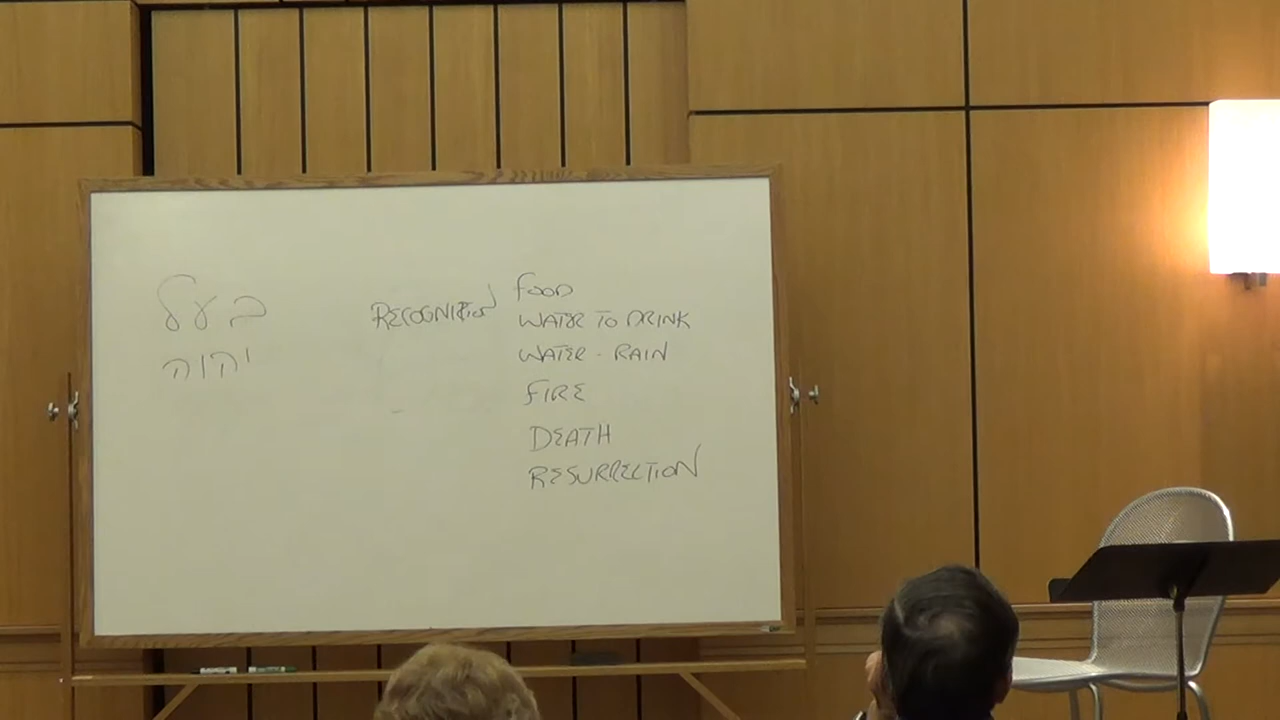 בעל
יהוה
RECOGNITION
FOOD
WATER TO DRINK
WATER - RAIN
FIRE
DEATH
RESURRECTION